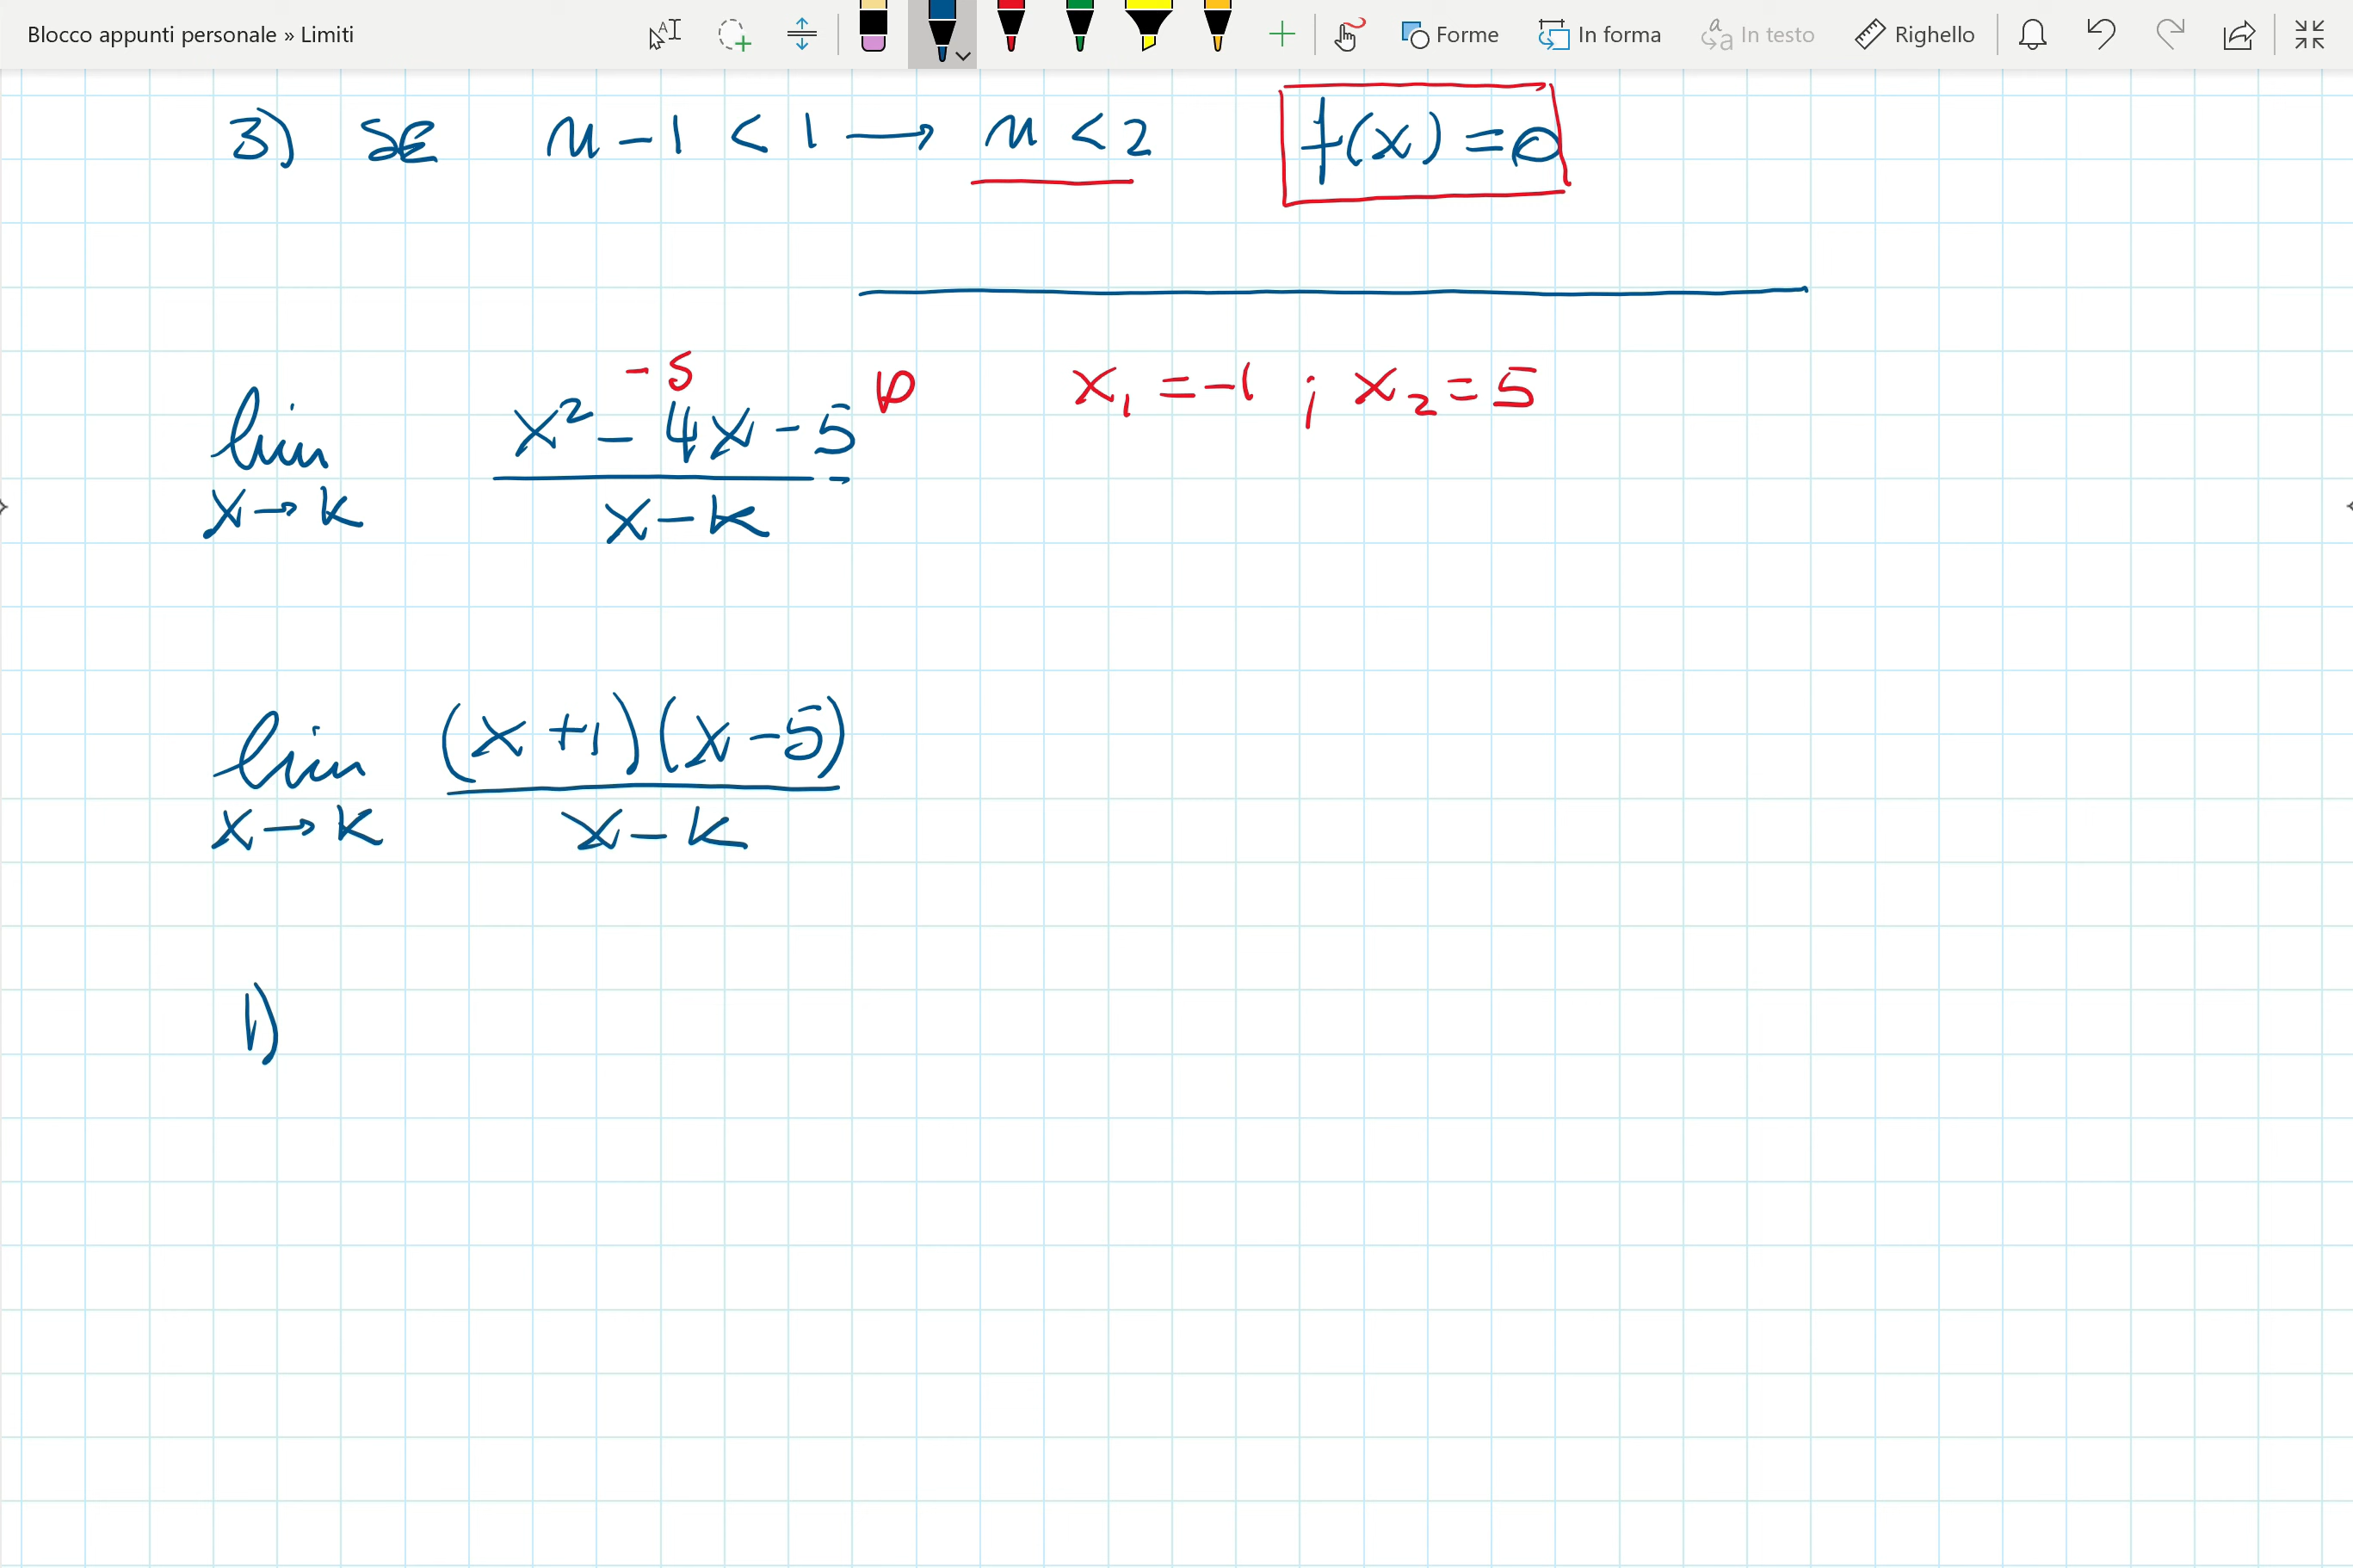 Blocco appunti personale » Limiti
Forme In forma In testo Righello
3) se n - 1 < 1 → n < 2 f(x) = 0
- 5 p x₁ = -1 ; x₂ = 5
lim x² - 4x - 5
x → k x - k
lim (x + 1)(x - 5)
x → k x - k
1)